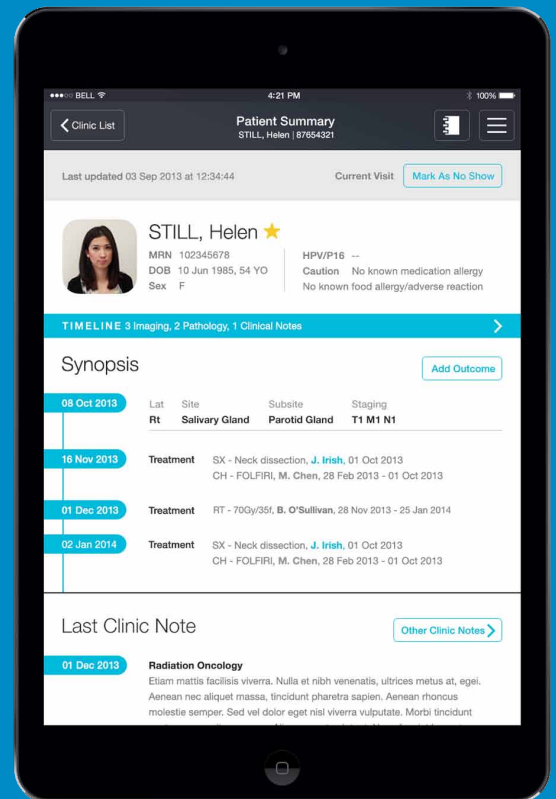 BELL 4:21 PM 100%
Clinic List
Patient Summary
STILL, Helen | 87654321
Last updated 03 Sep 2013 at 12:34:44 Current Visit Mark As No Show
STILL, Helen
MRN 102345678 HPV/P16 --
DOB 10 Jun 1985, 54 YO Caution No known medication allergy
Sex F No known food allergy/adverse reaction
TIMELINE 3 Imaging, 2 Pathology, 1 Clinical Notes
Synopsis Add Outcome
08 Oct 2013 Lat Site Subsite Staging
Rt Salivary Gland Parotid Gland T1 M1 N1
16 Nov 2013 Treatment SX - Neck dissection, J. Irish, 01 Oct 2013
CH - FOLFIRI, M. Chen, 28 Feb 2013 - 01 Oct 2013
01 Dec 2013 Treatment RT - 70Gy/35f, B. O'Sullivan, 28 Nov 2013 - 25 Jan 2014
02 Jan 2014 Treatment SX - Neck dissection, J. Irish, 01 Oct 2013
CH - FOLFIRI, M. Chen, 28 Feb 2013 - 01 Oct 2013
Last Clinic Note Other Clinic Notes
01 Dec 2013 Radiation Oncology
Etiam mattis facilisis viverra. Nulla et nibh venenatis, ultrices metus at, egei.
Aenean nec aliquet massa, tincidunt pharetra sapien. Aenean rhoncus
molestie semper. Sed vel dolor eget nisl viverra vulputate. Morbi tincidunt